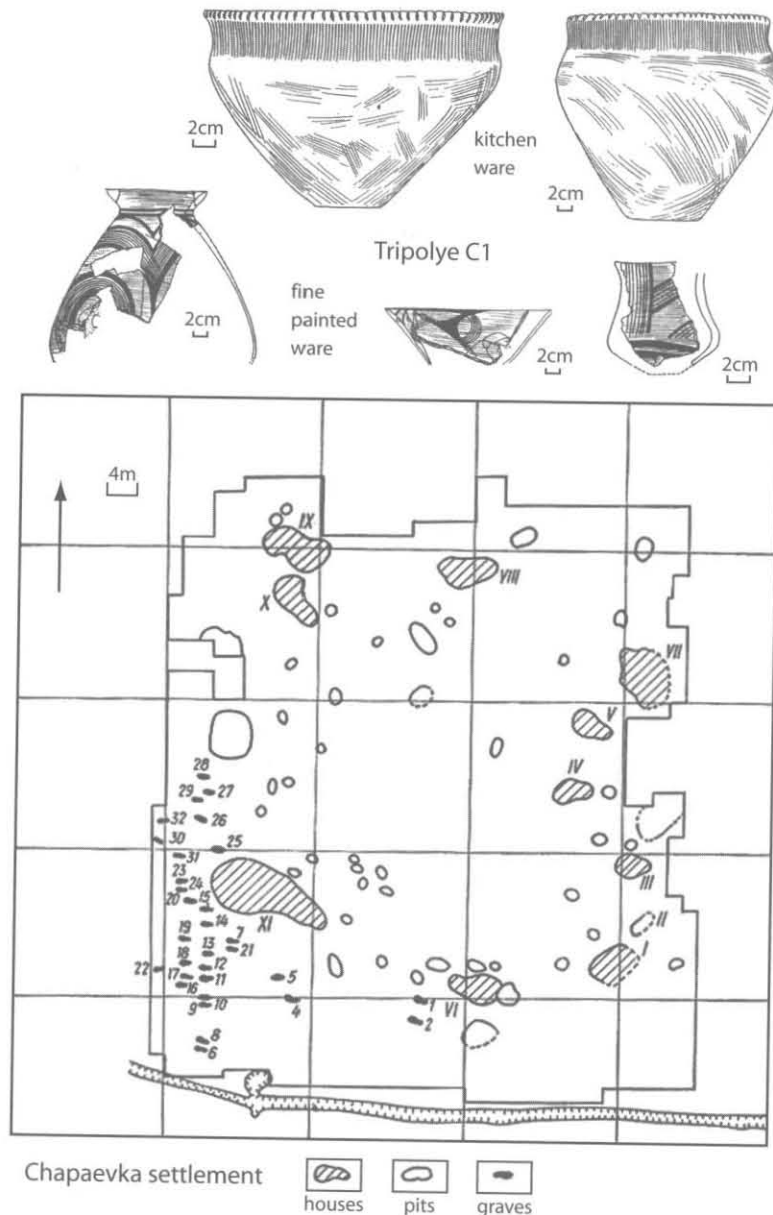 2cm
kitchen
ware
2cm
Tripolye C1
2cm
fine
painted
ware
2cm
2cm
4m
IX
VIII
X
VII
V
28
IV
29 27
32 26
30 25
31
23 III
24
20 15
14 XI II
19 7
13 21 I
18
22 12
17 11 5
16
9 10 4 VI 1
2
8
6
Chapaevka settlement
houses pits graves